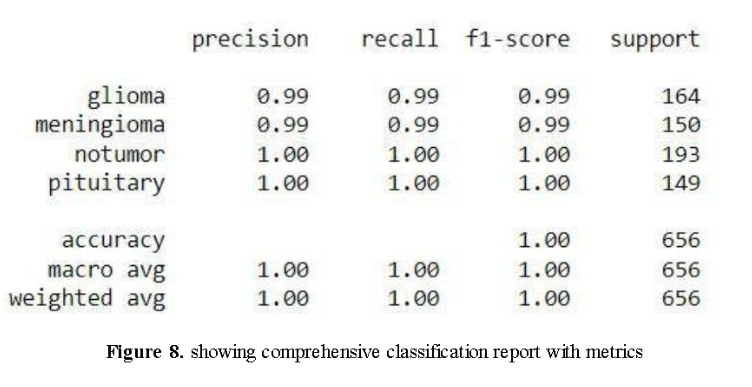 precision recall f1-score support
glioma 0.99 0.99 0.99 164
meningioma 0.99 0.99 0.99 150
notumor 1.00 1.00 1.00 193
pituitary 1.00 1.00 1.00 149
accuracy 1.00 656
macro avg 1.00 1.00 1.00 656
weighted avg 1.00 1.00 1.00 656
Figure 8. showing comprehensive classification report with metrics